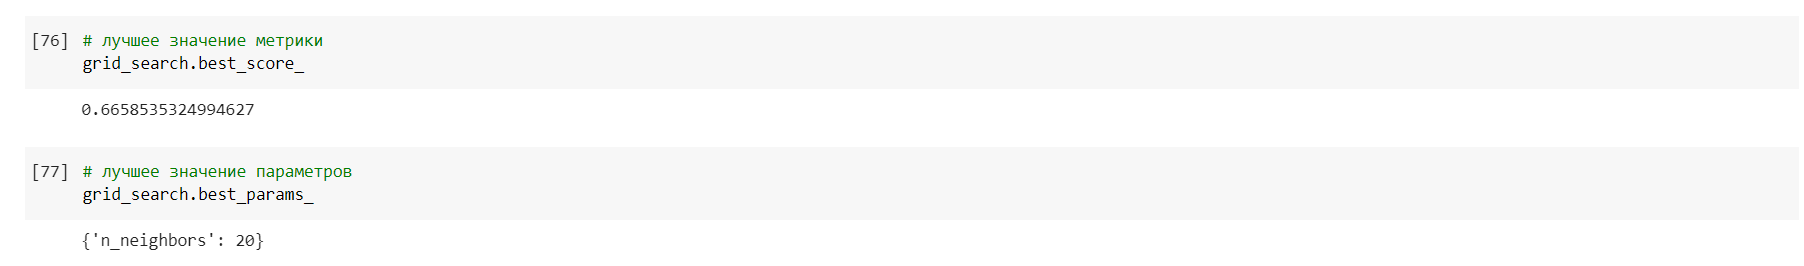 [76] # лучшее значение метрики
grid_search.best_score_
0.6658535324994627
[77] # лучшее значение параметров
grid_search.best_params_
{'n_neighbors': 20}